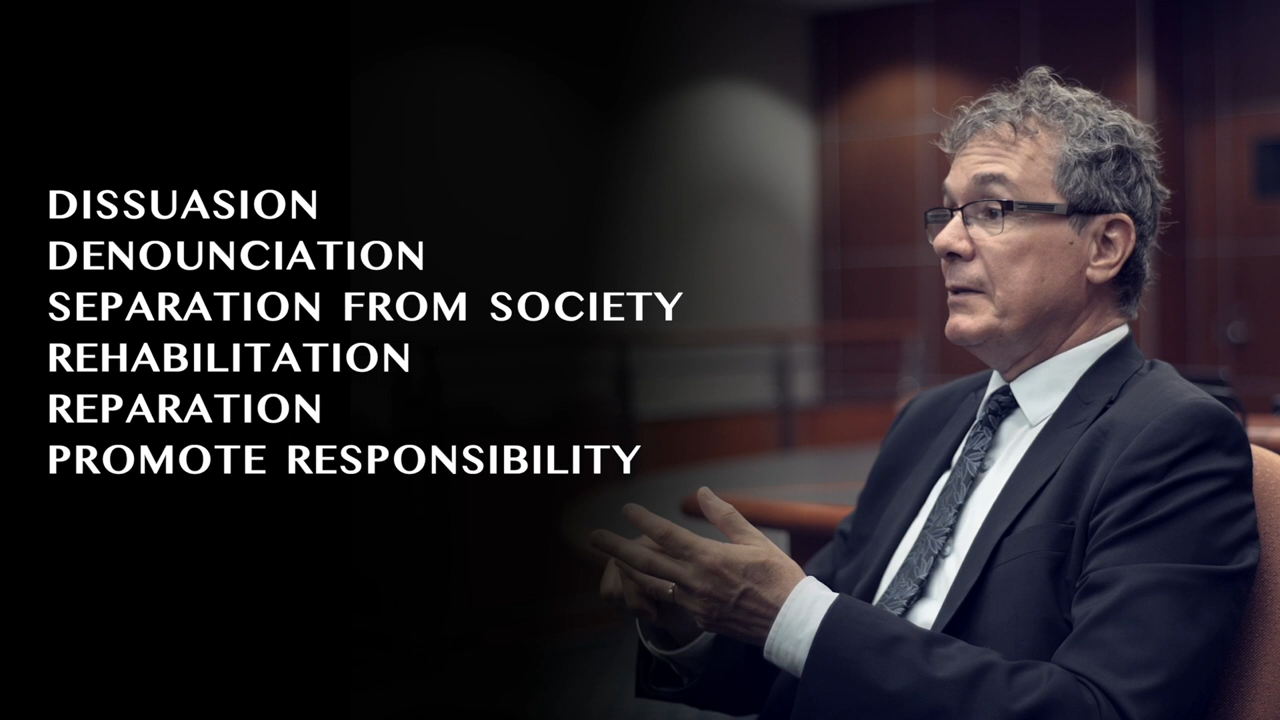 DISSUASION
DENOUNCIATION
SEPARATION FROM SOCIETY
REHABILITATION
REPARATION
PROMOTE RESPONSIBILITY